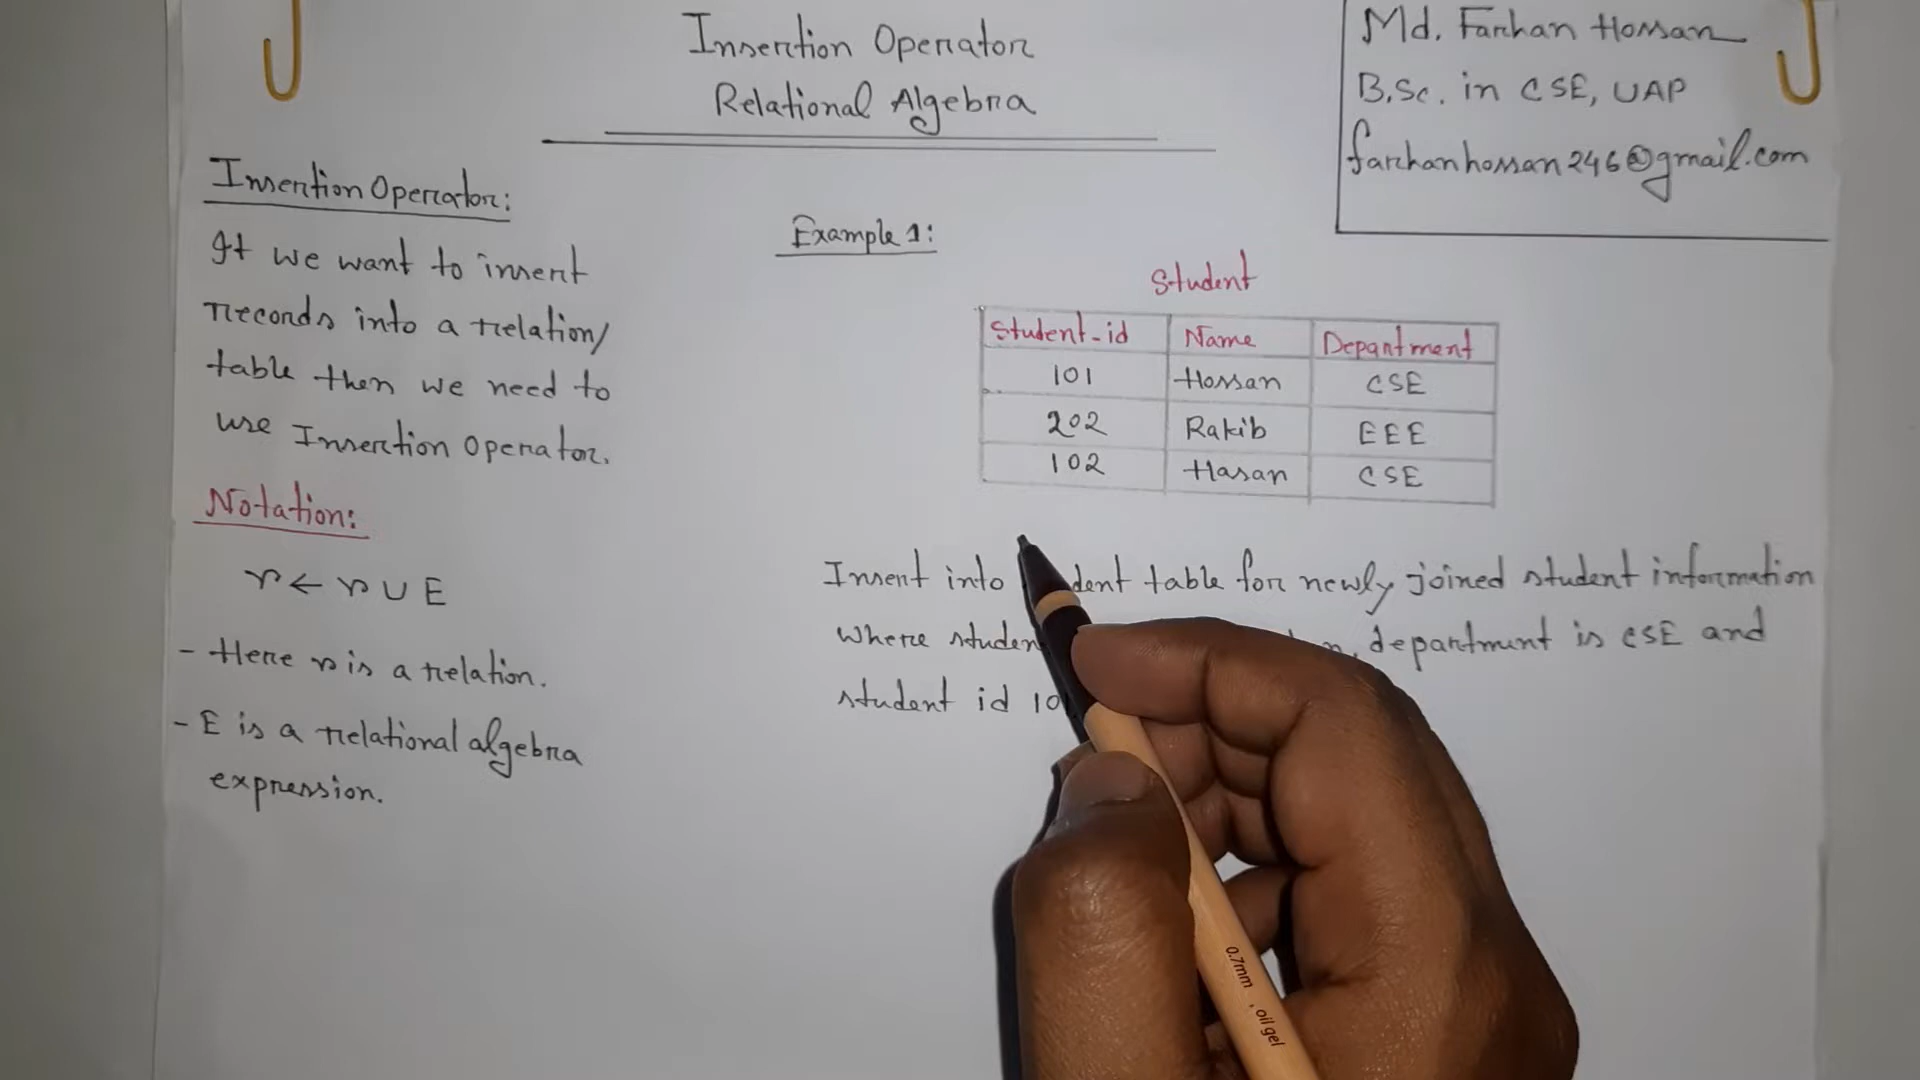 Insertion Operator
Relational Algebra
Md. Farhan Hossan
B.Sc. in CSE, UAP
farhanhossan246@gmail.com
Insertion Operator:
If we want to insert
records into a relation/
table then we need to
use Insertion Operator.
Notation:
r ← r ∪ E
- Here r is a relation.
- E is a relational algebra
expression.
Example 1:
Student
Student-id Name Department
101 Hossan CSE
202 Rakib EEE
102 Hasan CSE
Insert into table for newly joined student information
where department is CSE and
student id
0.7mm, oil gel